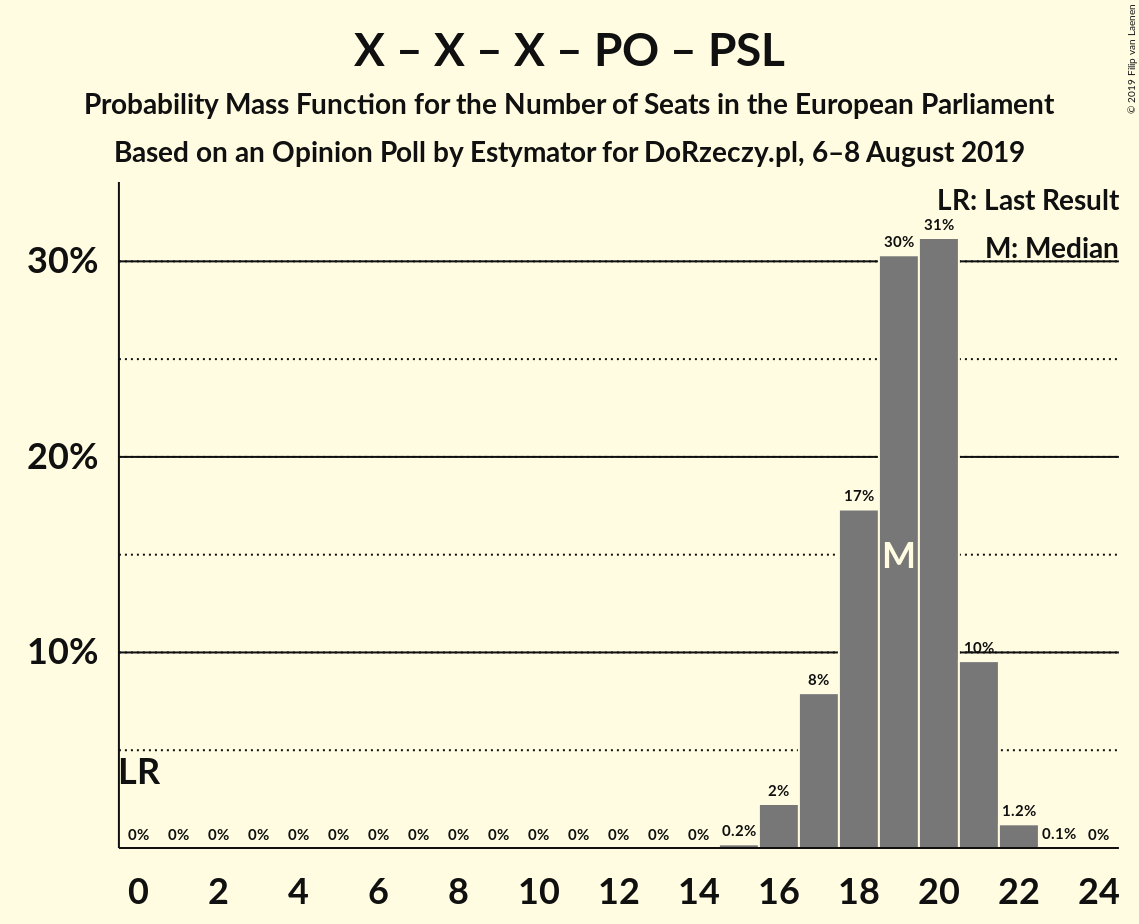 X – X – X – PO – PSL
Probability Mass Function for the Number of Seats in the European Parliament
Based on an Opinion Poll by Estymator for DoRzeczy.pl, 6–8 August 2019
© 2019 Filip van Laenen
LR: Last Result
M: Median
30%
20%
10%
31%
30%
17%
M
10%
8%
LR
2%
1.2%
0% 0% 0% 0% 0% 0% 0% 0% 0% 0% 0% 0% 0% 0% 0% 0.2% 0.1% 0%
0 2 4 6 8 10 12 14 16 18 20 22 24